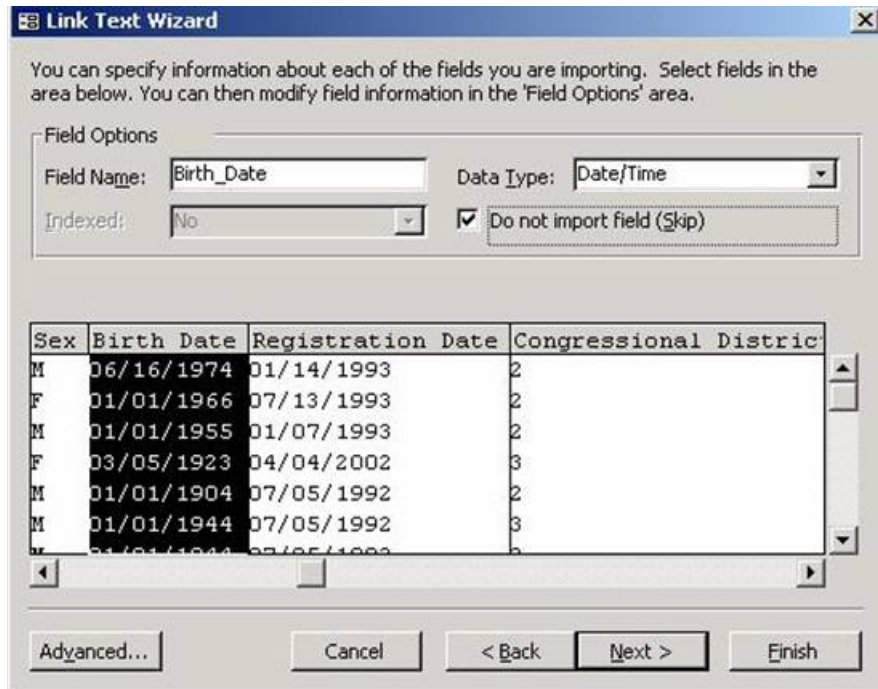 Link Text Wizard
You can specify information about each of the fields you are importing. Select fields in the
area below. You can then modify field information in the 'Field Options' area.
Field Options
Field Name: Birth_Date Data Type: Date/Time
Indexed: No Do not import field (Skip)
Sex Birth Date Registration Date Congressional Distric
M 06/16/1974 01/14/1993 2
F 01/01/1966 07/13/1993 2
M 01/01/1955 01/07/1993 2
F 03/05/1923 04/04/2002 3
M 01/01/1904 07/05/1992 2
M 01/01/1944 07/05/1992 3
Advanced... Cancel < Back Next > Finish